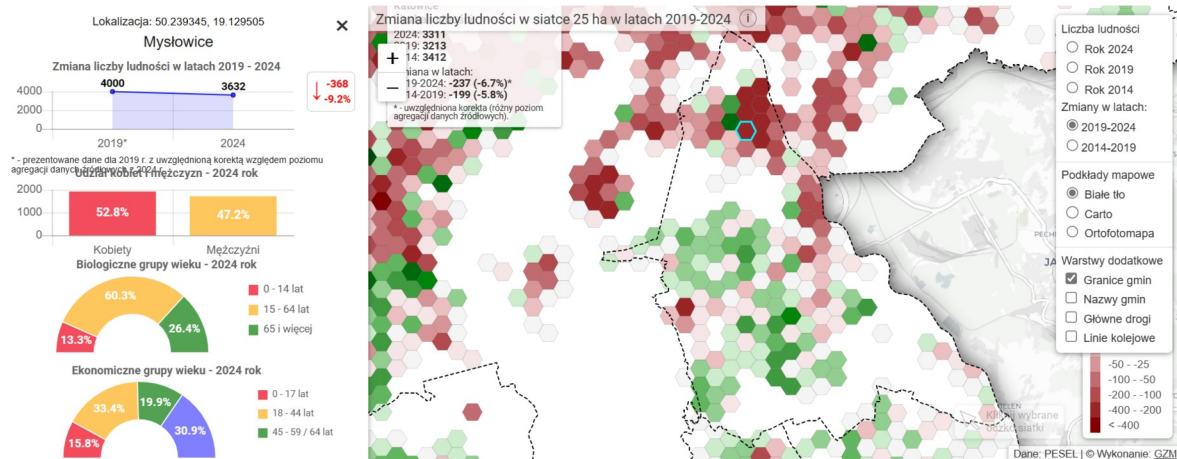 Lokalizacja: 50.239345, 19.129505
Mysłowice
Zmiana liczby ludności w latach 2019 - 2024
4000
3632
4000
2000
0
2019*
2024
-368
-9.2%
* - prezentowane dane dla 2019 r. z uwzględnioną korektą względem poziomu
agregacji danych źródłowych r. 2024
Udział kobiet i mężczyzn - 2024 rok
2000
1000
0
52.8%
47.2%
Kobiety
Mężczyźni
Biologiczne grupy wieku - 2024 rok
60.3%
13.3%
26.4%
0 - 14 lat
15 - 64 lat
65 i więcej
Ekonomiczne grupy wieku - 2024 rok
33.4%
19.9%
15.8%
30.9%
0 - 17 lat
18 - 44 lat
45 - 59 / 64 lat
Zmiana liczby ludności w siatce 25 ha w latach 2019-2024
i
Katowice
2024: 3311
2019: 3213
2014: 3412
Zmiana w latach:
2019-2024: -237 (-6.7%)*
2014-2019: -199 (-5.8%)
* - uwzględniona korekta (różny poziom
agregacji danych źródłowych).
+
−
Liczba ludności
Rok 2024
Rok 2019
Rok 2014
Zmiany w latach:
2019-2024
2014-2019
Podkłady mapowe
Białe tło
Carto
Ortofotomapa
Warstwy dodatkowe
Granice gmin
Nazwy gmin
Główne drogi
Linie kolejowe
-50 - -25
-100 - -50
-200 - -100
-400 - -200
< -400
Kliknij wybrane
oczko siatki
Dane: PESEL | © Wykonanie: GZM